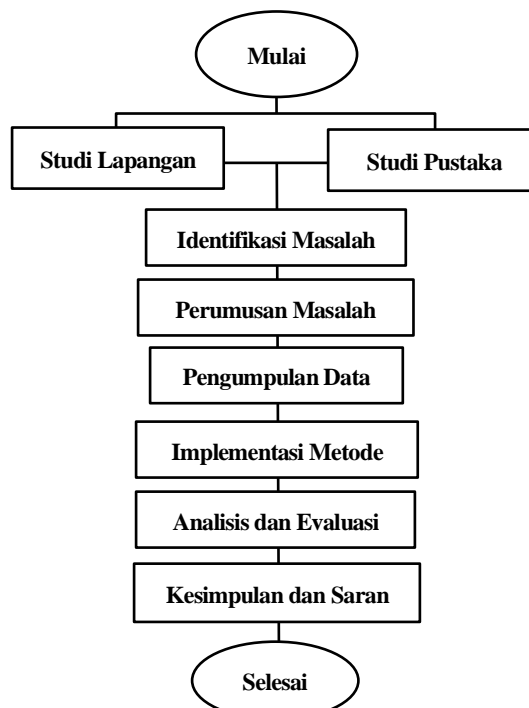 Mulai
Studi Lapangan
Studi Pustaka
Identifikasi Masalah
Perumusan Masalah
Pengumpulan Data
Implementasi Metode
Analisis dan Evaluasi
Kesimpulan dan Saran
Selesai